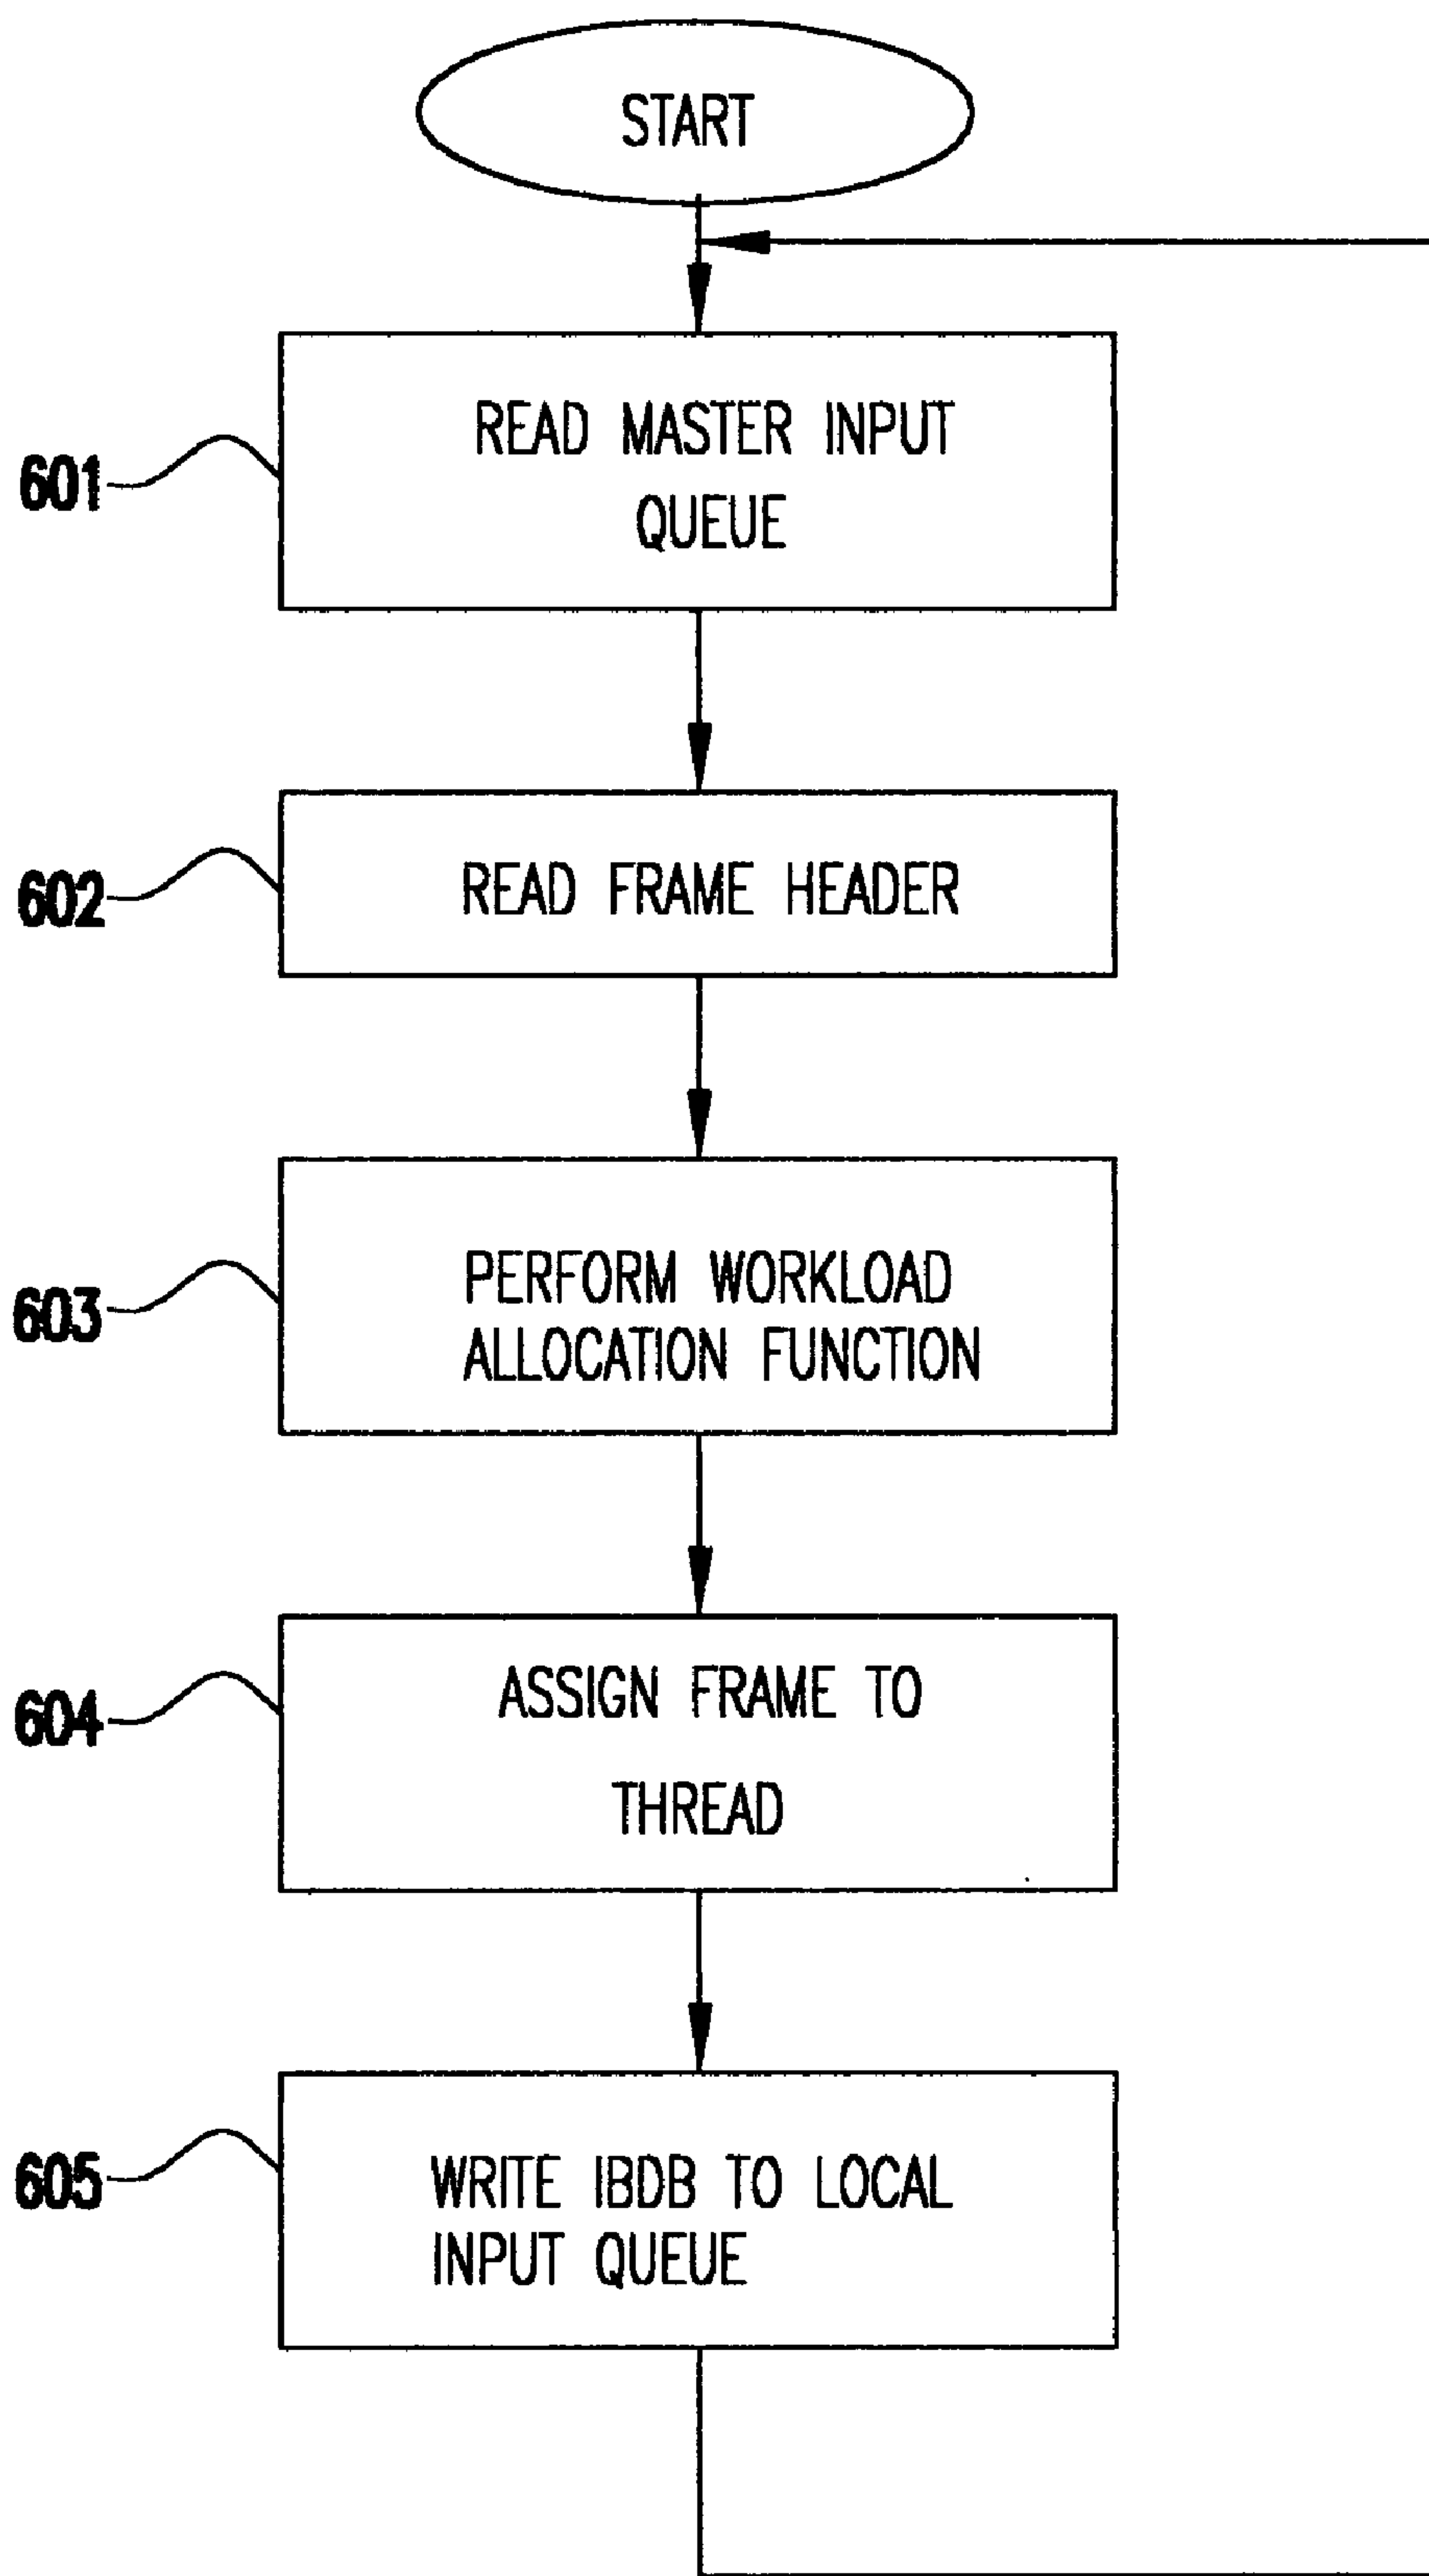 START
READ MASTER INPUT
QUEUE
601
READ FRAME HEADER
602
PERFORM WORKLOAD
ALLOCATION FUNCTION
603
ASSIGN FRAME TO
THREAD
604
WRITE IBDB TO LOCAL
INPUT QUEUE
605